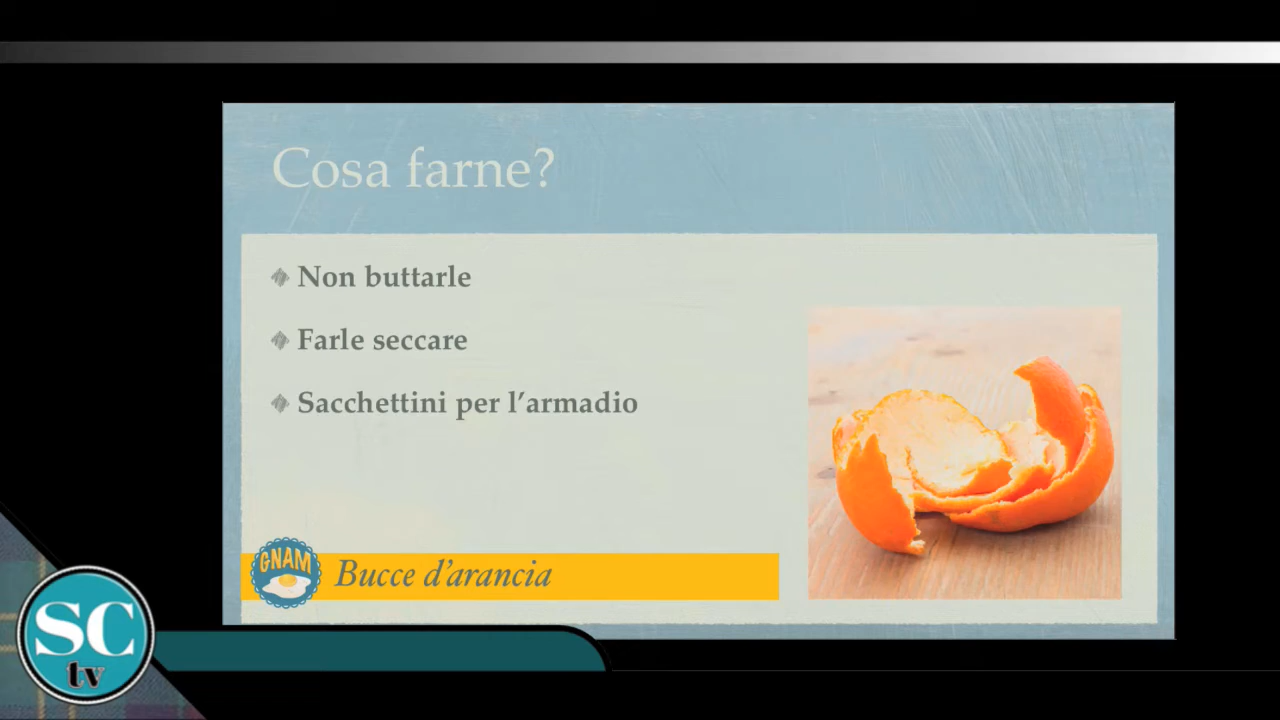 Cosa farne?
Non buttarle
Farle seccare
Sacchettini per l'armadio
GNAM
Bucce d'arancia
SC
tv